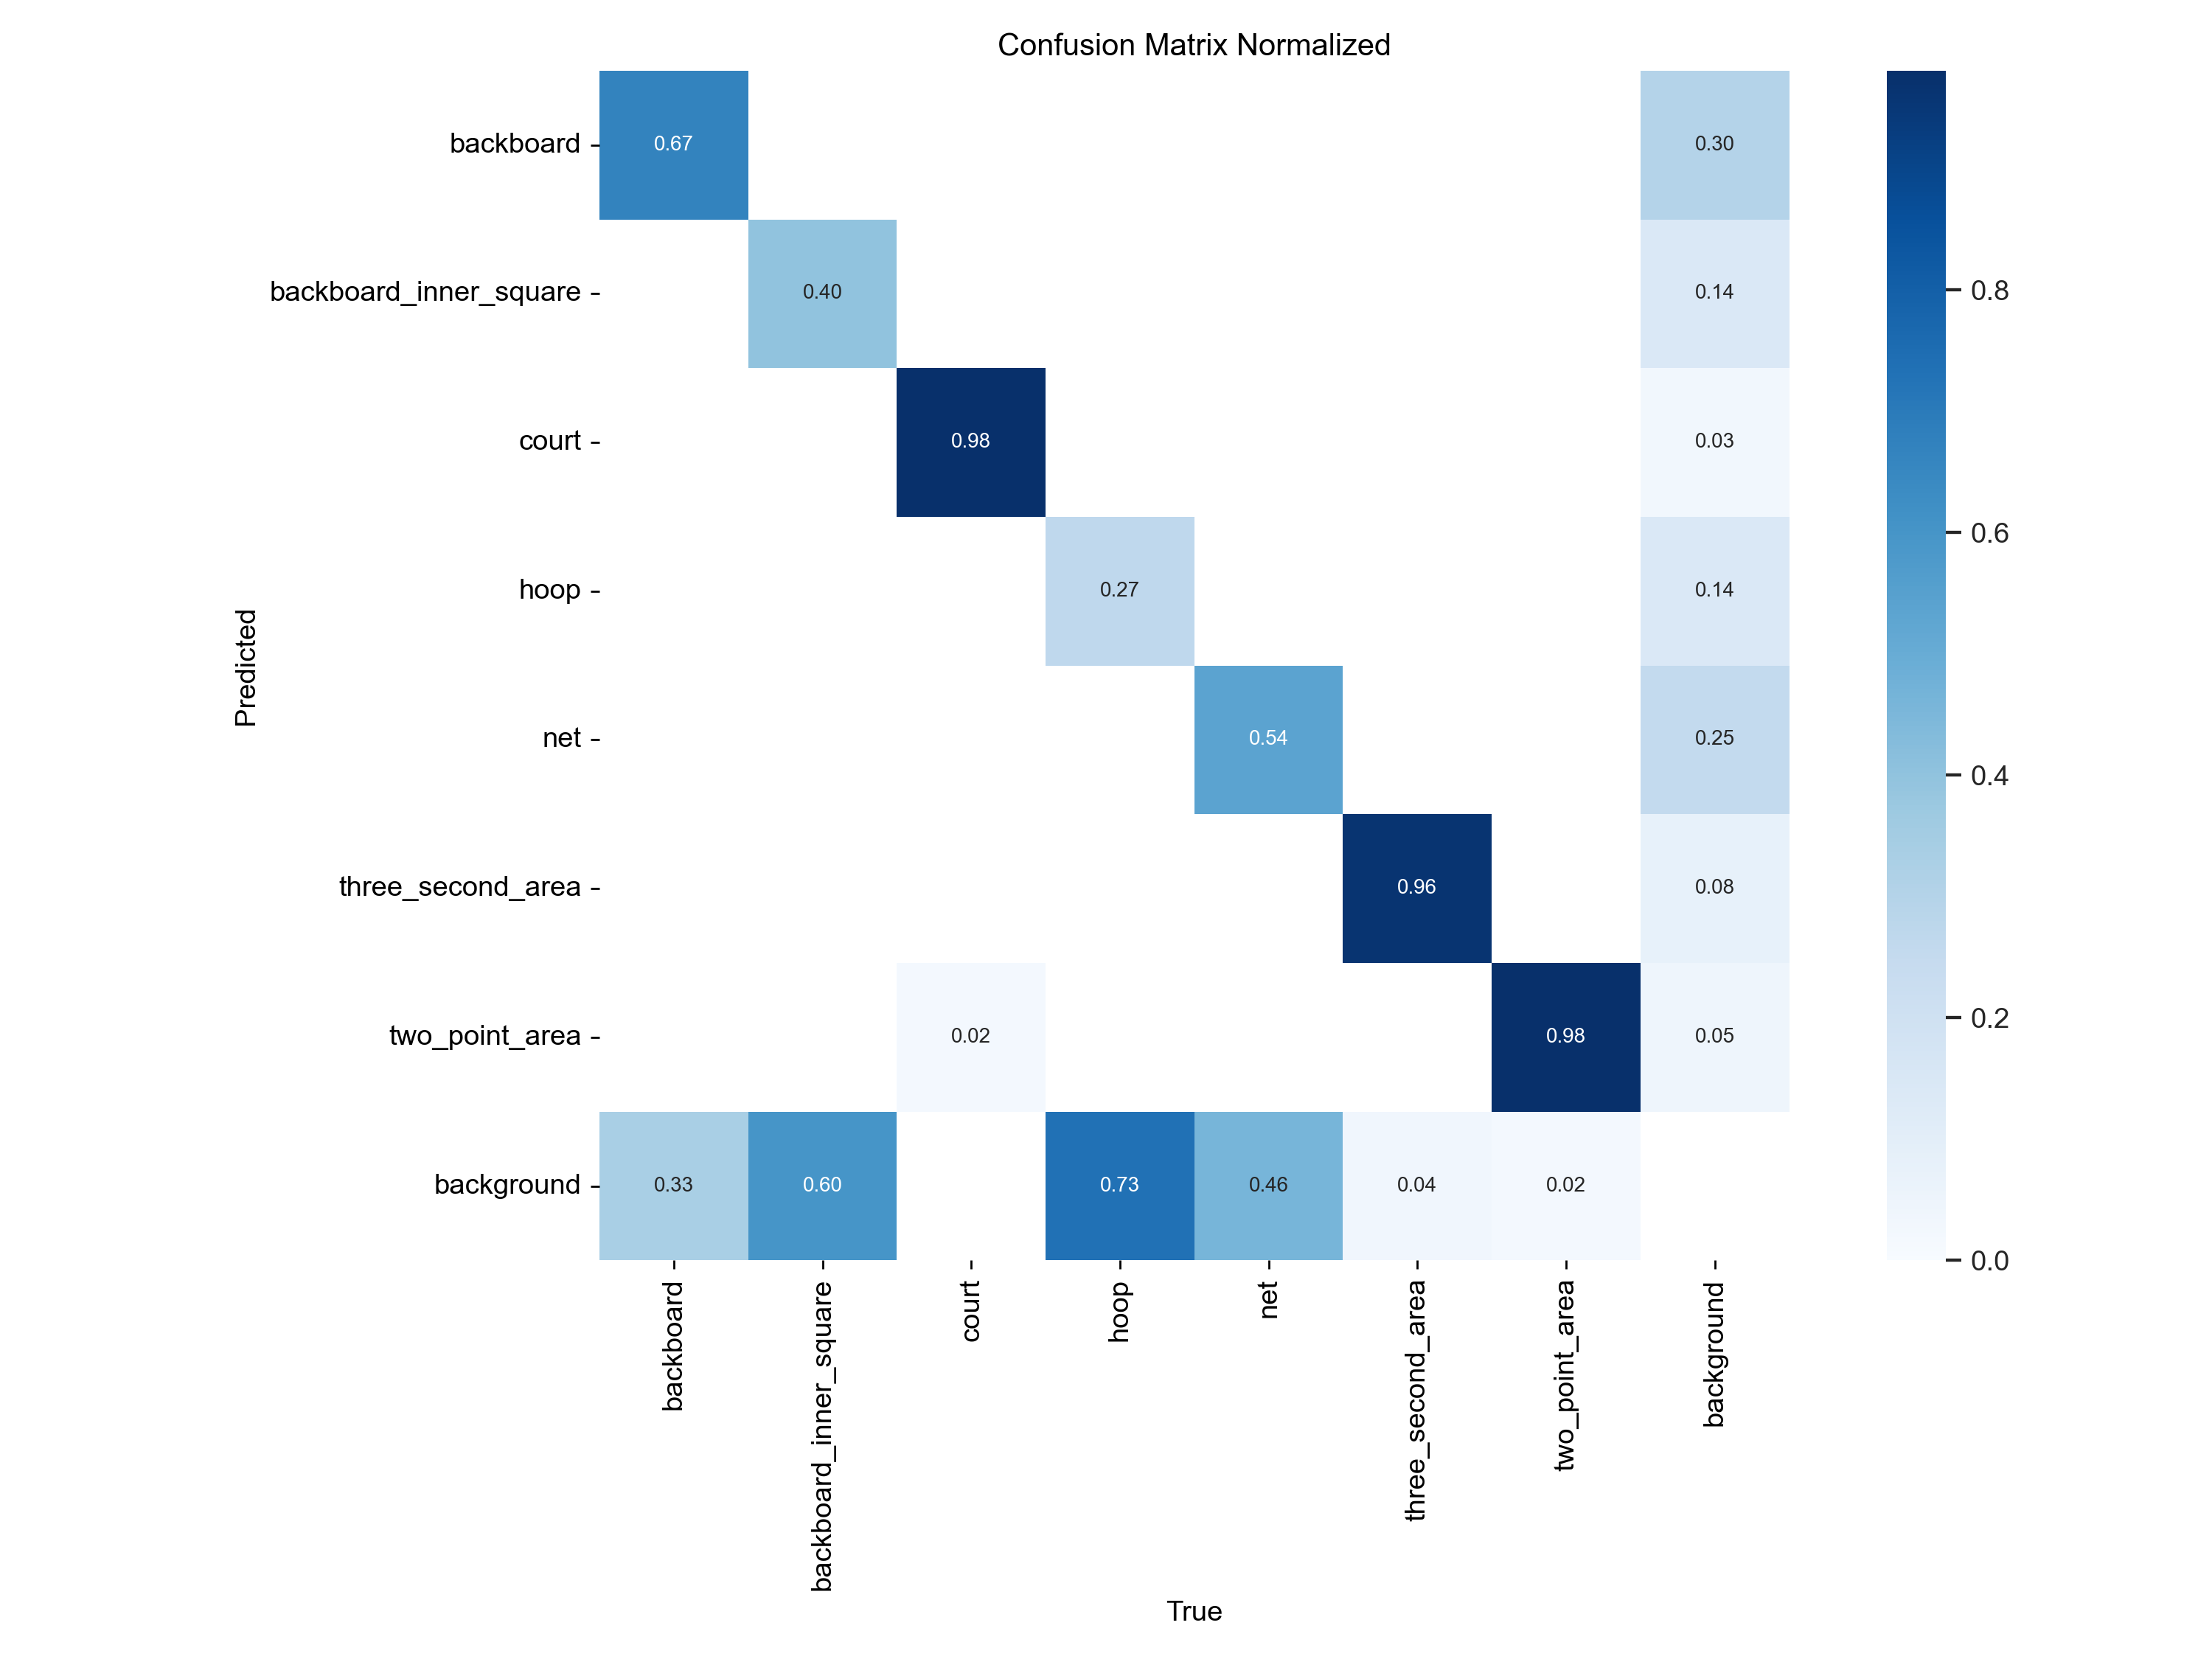 Confusion Matrix Normalized
backboard
0.67
0.30
backboard_inner_square
0.40
0.14
court
0.98
0.03
hoop
0.27
0.14
net
0.54
0.25
three_second_area
0.96
0.08
two_point_area
0.02
0.98
0.05
background
0.33
0.60
0.73
0.46
0.04
0.02
Predicted
backboard
backboard_inner_square
court
hoop
net
three_second_area
two_point_area
background
True
0.8
0.6
0.4
0.2
0.0